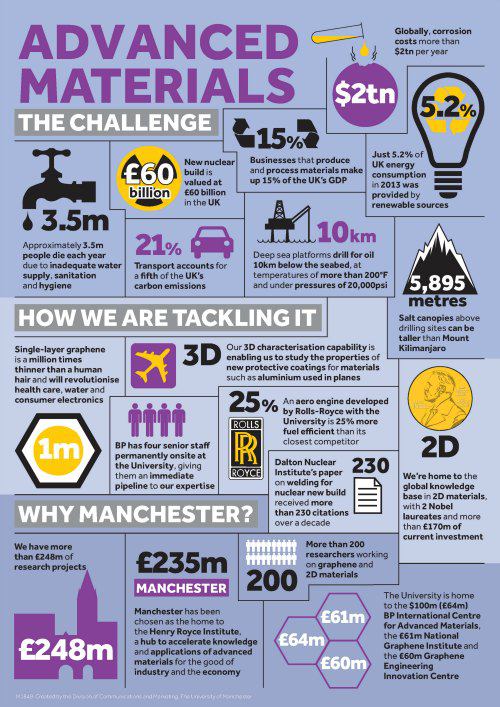 ADVANCED
MATERIALS
Globally, corrosion
costs more than
$2tn per year
$2tn
THE CHALLENGE
5.2%
Just 5.2% of
UK energy
consumption
in 2013 was
provided by
renewable sources
15%
Businesses that produce
and process materials make
up 15% of the UK's GDP
£60
billion
New nuclear
build is
valued at
£60 billion
in the UK
3.5m
Approximately 3.5m
people die each year
due to inadequate water
supply, sanitation
and hygiene
21%
Transport accounts for
a fifth of the UK's
carbon emissions
10km
Deep sea platforms drill for oil
10km below the seabed, at
temperatures of more than 200°F
and under pressures of 20,000psi
5,895
metres
Salt canopies above
drilling sites can be
taller than Mount
Kilimanjaro
HOW WE ARE TACKLING IT
Single-layer graphene
is a million times
thinner than a human
hair and will revolutionise
health care, water and
consumer electronics
1m
3D
Our 3D characterisation capability is
enabling us to study the properties of
new protective coatings for materials
such as aluminium used in planes
BP has four senior staff
permanently onsite at
the University, giving
them an immediate
pipeline to our expertise
25%
ROLLS
RR
ROYCE
An aero engine developed
by Rolls-Royce with the
University is 25% more
fuel efficient than its
closest competitor
Dalton Nuclear
Institute's paper
on welding for
nuclear new build
received more
than 230 citations
over a decade
230
2D
We're home to the
global knowledge
base in 2D materials,
with 2 Nobel
laureates and more
than £170m of
current investment
WHY MANCHESTER?
We have more
than £248m of
research projects
£248m
£235m
MANCHESTER
Manchester has been
chosen as the home to
the Henry Royce Institute,
a hub to accelerate knowledge
and applications of advanced
materials for the good of
industry and the economy
200
More than 200
researchers working
on graphene and
2D materials
£61m
£64m
£60m
The University is home
to the $100m (£64m)
BP International Centre
for Advanced Materials,
the £61m National
Graphene Institute and
the £60m Graphene
Engineering
Innovation Centre
Created by the Division of Communications and Marketing, The University of Manchester